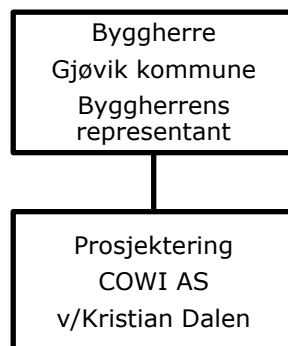 Byggherre
Gjøvik kommune
Byggherrens
representant
Prosjektering
COWI AS
v/Kristian Dalen